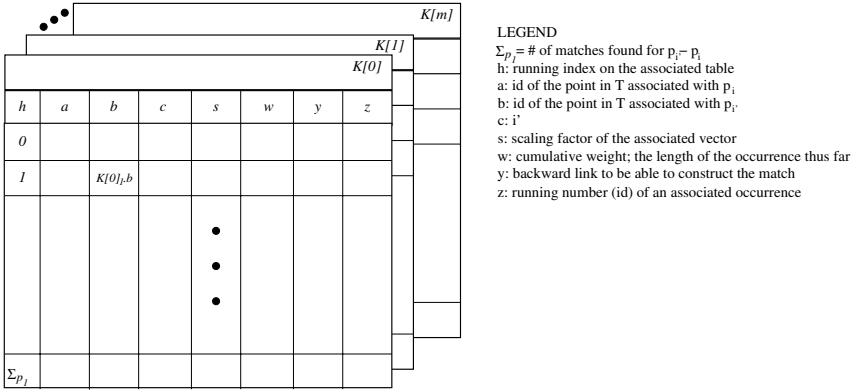 K[m]
K[1]
K[0]
h a b c s w y z
0
1 K[0]₁.b
Σp₁
LEGEND
Σp₁= # of matches found for pᵢ'− pᵢ
h: running index on the associated table
a: id of the point in T associated with pᵢ
b: id of the point in T associated with pᵢ'
c: i'
s: scaling factor of the associated vector
w: cumulative weight; the length of the occurrence thus far
y: backward link to be able to construct the match
z: running number (id) of an associated occurrence